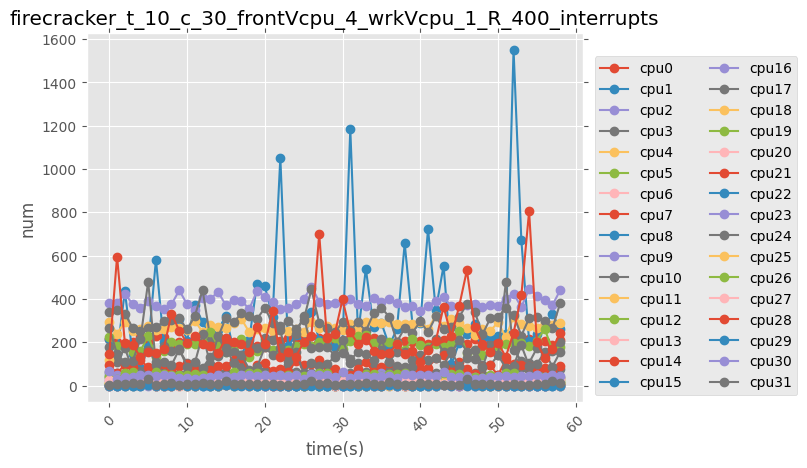 firecracker_t_10_c_30_frontVcpu_4_wrkVcpu_1_R_400_interrupts
1600
1400
1200
1000
800
600
400
200
0
num
0 10 20 30 40 50 60
time(s)
cpu0 cpu16
cpu1 cpu17
cpu2 cpu18
cpu3 cpu19
cpu4 cpu20
cpu5 cpu21
cpu6 cpu22
cpu7 cpu23
cpu8 cpu24
cpu9 cpu25
cpu10 cpu26
cpu11 cpu27
cpu12 cpu28
cpu13 cpu29
cpu14 cpu30
cpu15 cpu31